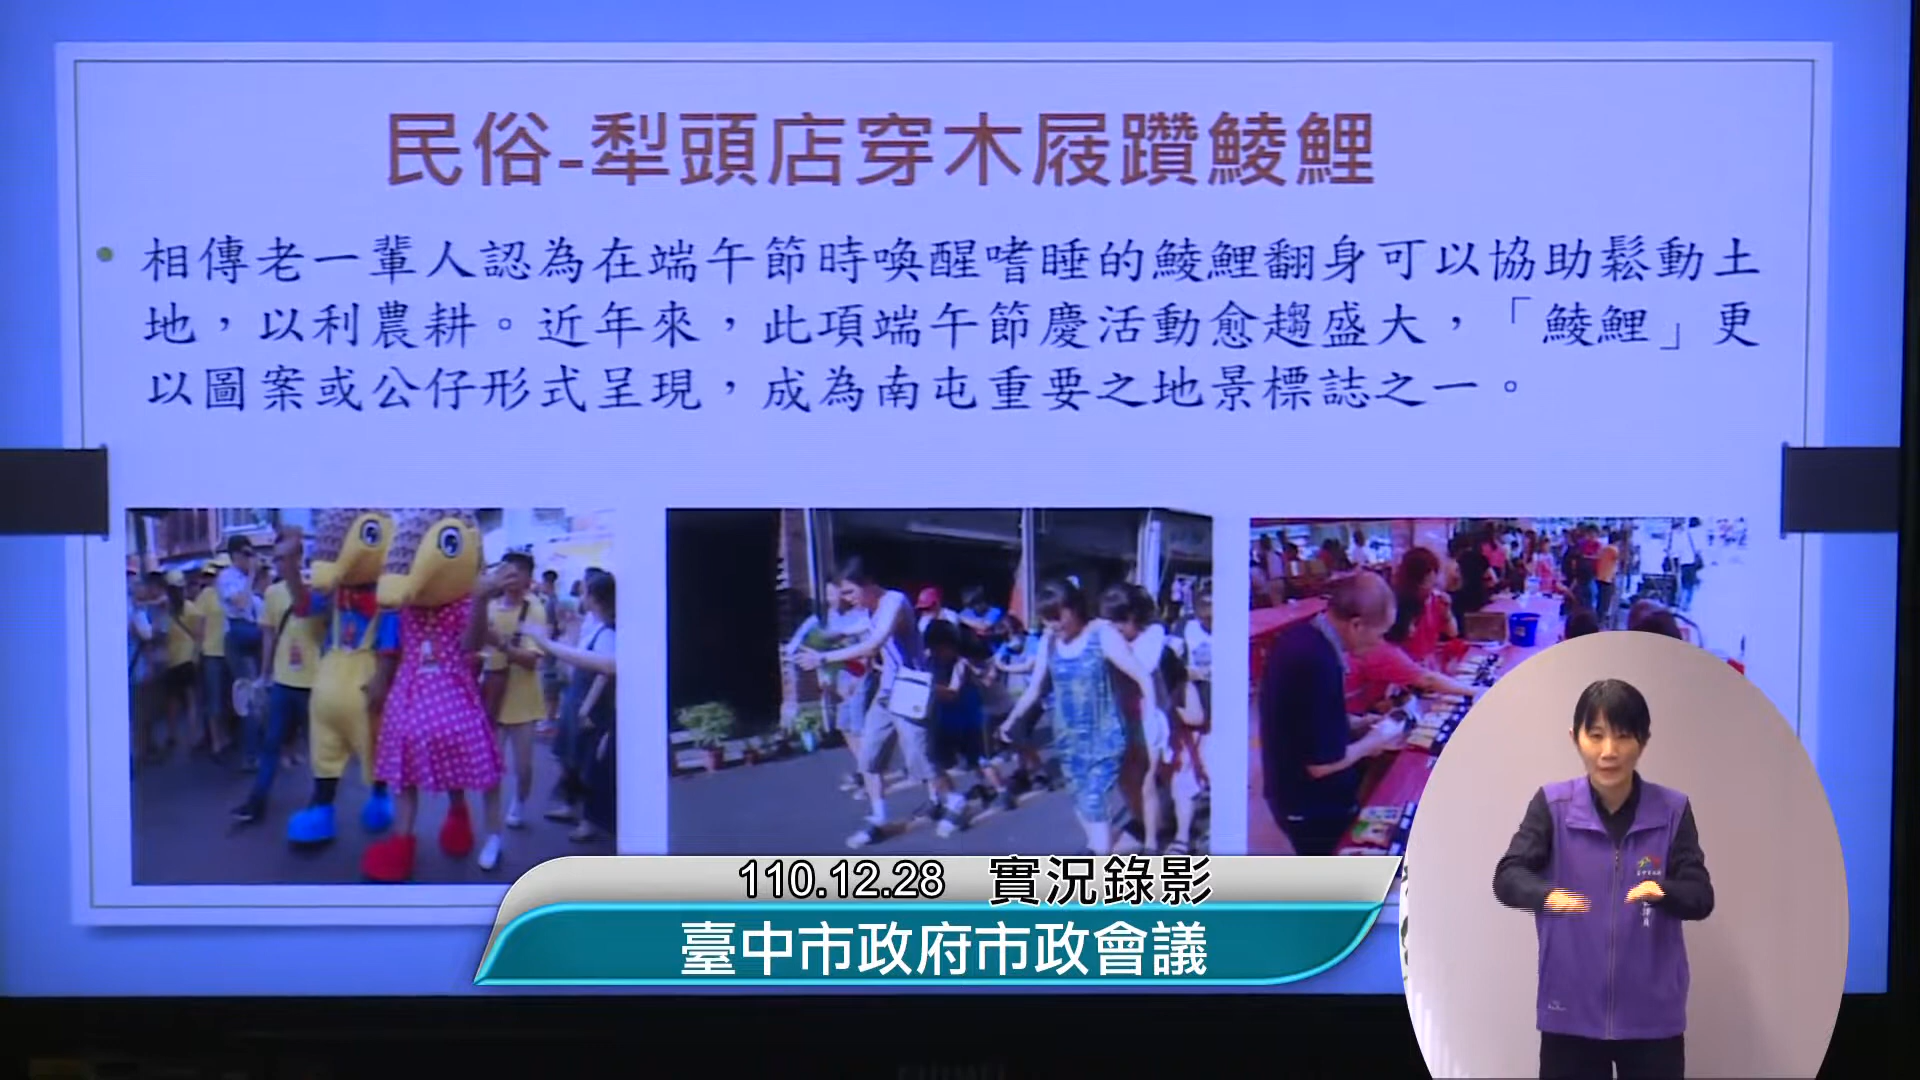 民俗-犁頭店穿木屐躦鯪鯉
相傳老一輩人認為在端午節時喚醒嗜睡的鯪鯉翻身可以協助鬆動土
地，以利農耕。近年來，此項端午節慶活動愈趨盛大，「鯪鯉」更
以圖案或公仔形式呈現，成為南屯重要之地景標誌之一。
110.12.28 實況錄影
臺中市政府市政會議